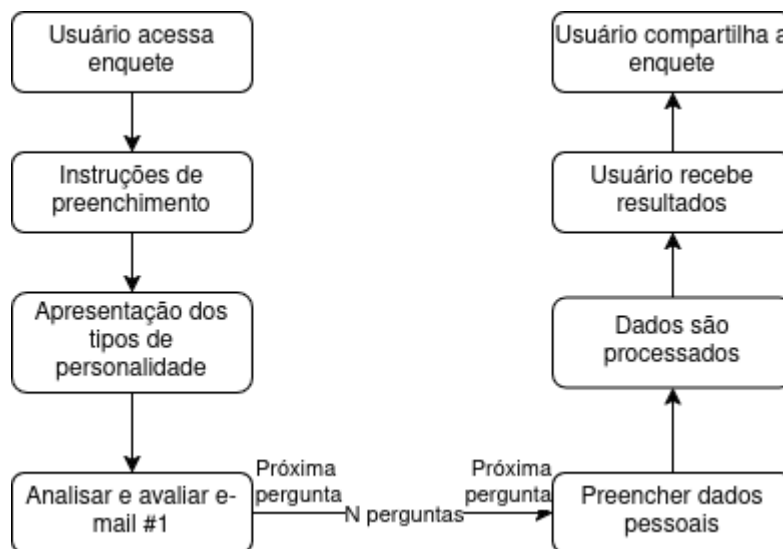 Usuário acessa
enquete
Instruções de
preenchimento
Apresentação dos
tipos de
personalidade
Analisar e avaliar e-
mail #1
Próxima
pergunta
N perguntas
Próxima
pergunta
Preencher dados
pessoais
Dados são
processados
Usuário recebe
resultados
Usuário compartilha a
enquete